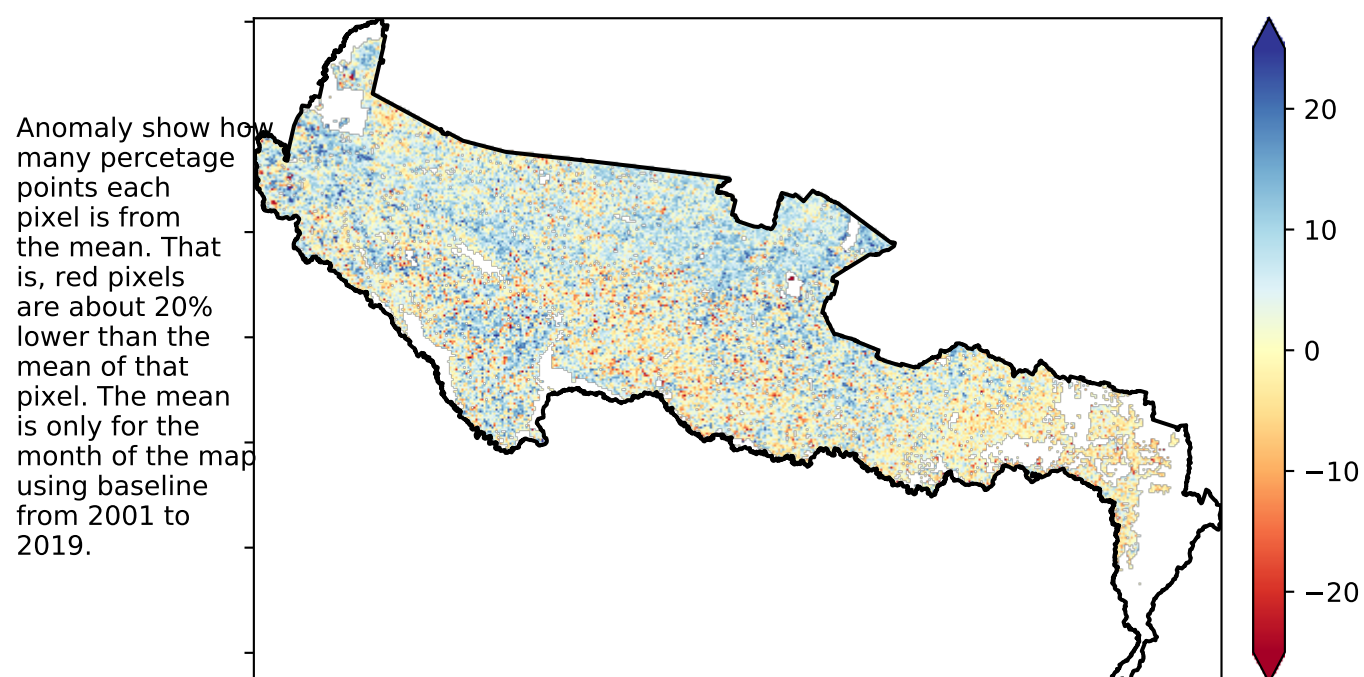 Anomaly show how
many percetage
points each
pixel is from
the mean. That
is, red pixels
are about 20%
lower than the
mean of that
pixel. The mean
is only for the
month of the map
using baseline
from 2001 to
2019.
20
10
0
−10
−20